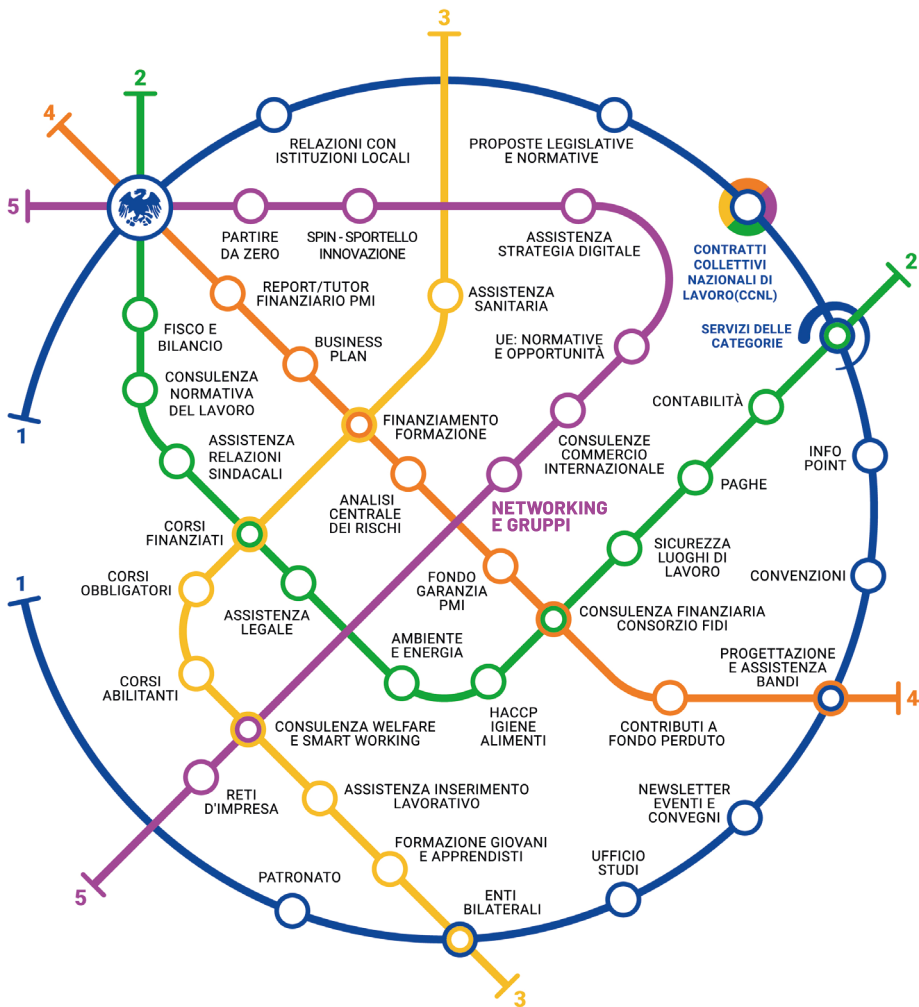 3
2
4
5
RELAZIONI CON
ISTITUZIONI LOCALI
PROPOSTE LEGISLATIVE
E NORMATIVE
PARTIRE
DA ZERO
SPIN - SPORTELLO
INNOVAZIONE
ASSISTENZA
STRATEGIA DIGITALE
CONTRATTI
COLLETTIVI
NAZIONALI DI
LAVORO(CCNL)
2
REPORT/TUTOR
FINANZIARIO PMI
ASSISTENZA
SANITARIA
SERVIZI DELLE
CATEGORIE
FISCO E
BILANCIO
BUSINESS
PLAN
UE: NORMATIVE
E OPPORTUNITÀ
CONSULENZA
NORMATIVA
DEL LAVORO
CONTABILITÀ
1
FINANZIAMENTO
FORMAZIONE
CONSULENZE
COMMERCIO
INTERNAZIONALE
INFO
POINT
ASSISTENZA
RELAZIONI
SINDACALI
PAGHE
ANALISI
CENTRALE
DEI RISCHI
NETWORKING
E GRUPPI
CORSI
FINANZIATI
SICUREZZA
LUOGHI DI
LAVORO
1
CORSI
OBBLIGATORI
FONDO
GARANZIA
PMI
CONVENZIONI
ASSISTENZA
LEGALE
CONSULENZA FINANZIARIA
CONSORZIO FIDI
AMBIENTE
E ENERGIA
PROGETTAZIONE
E ASSISTENZA
BANDI
CORSI
ABILITANTI
4
HACCP
IGIENE
ALIMENTI
CONTRIBUTI A
FONDO PERDUTO
CONSULENZA WELFARE
E SMART WORKING
RETI
D'IMPRESA
ASSISTENZA INSERIMENTO
LAVORATIVO
NEWSLETTER
EVENTI E
CONVEGNI
FORMAZIONE GIOVANI
E APPRENDISTI
UFFICIO
STUDI
5
PATRONATO
ENTI
BILATERALI
3